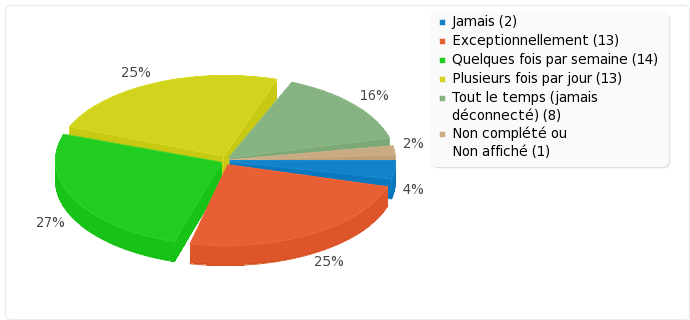 Jamais (2)
Exceptionnellement (13)
Quelques fois par semaine (14)
Plusieurs fois par jour (13)
Tout le temps (jamais
déconnecté) (8)
Non complété ou
Non affiché (1)
25%
16%
2%
4%
27%
25%